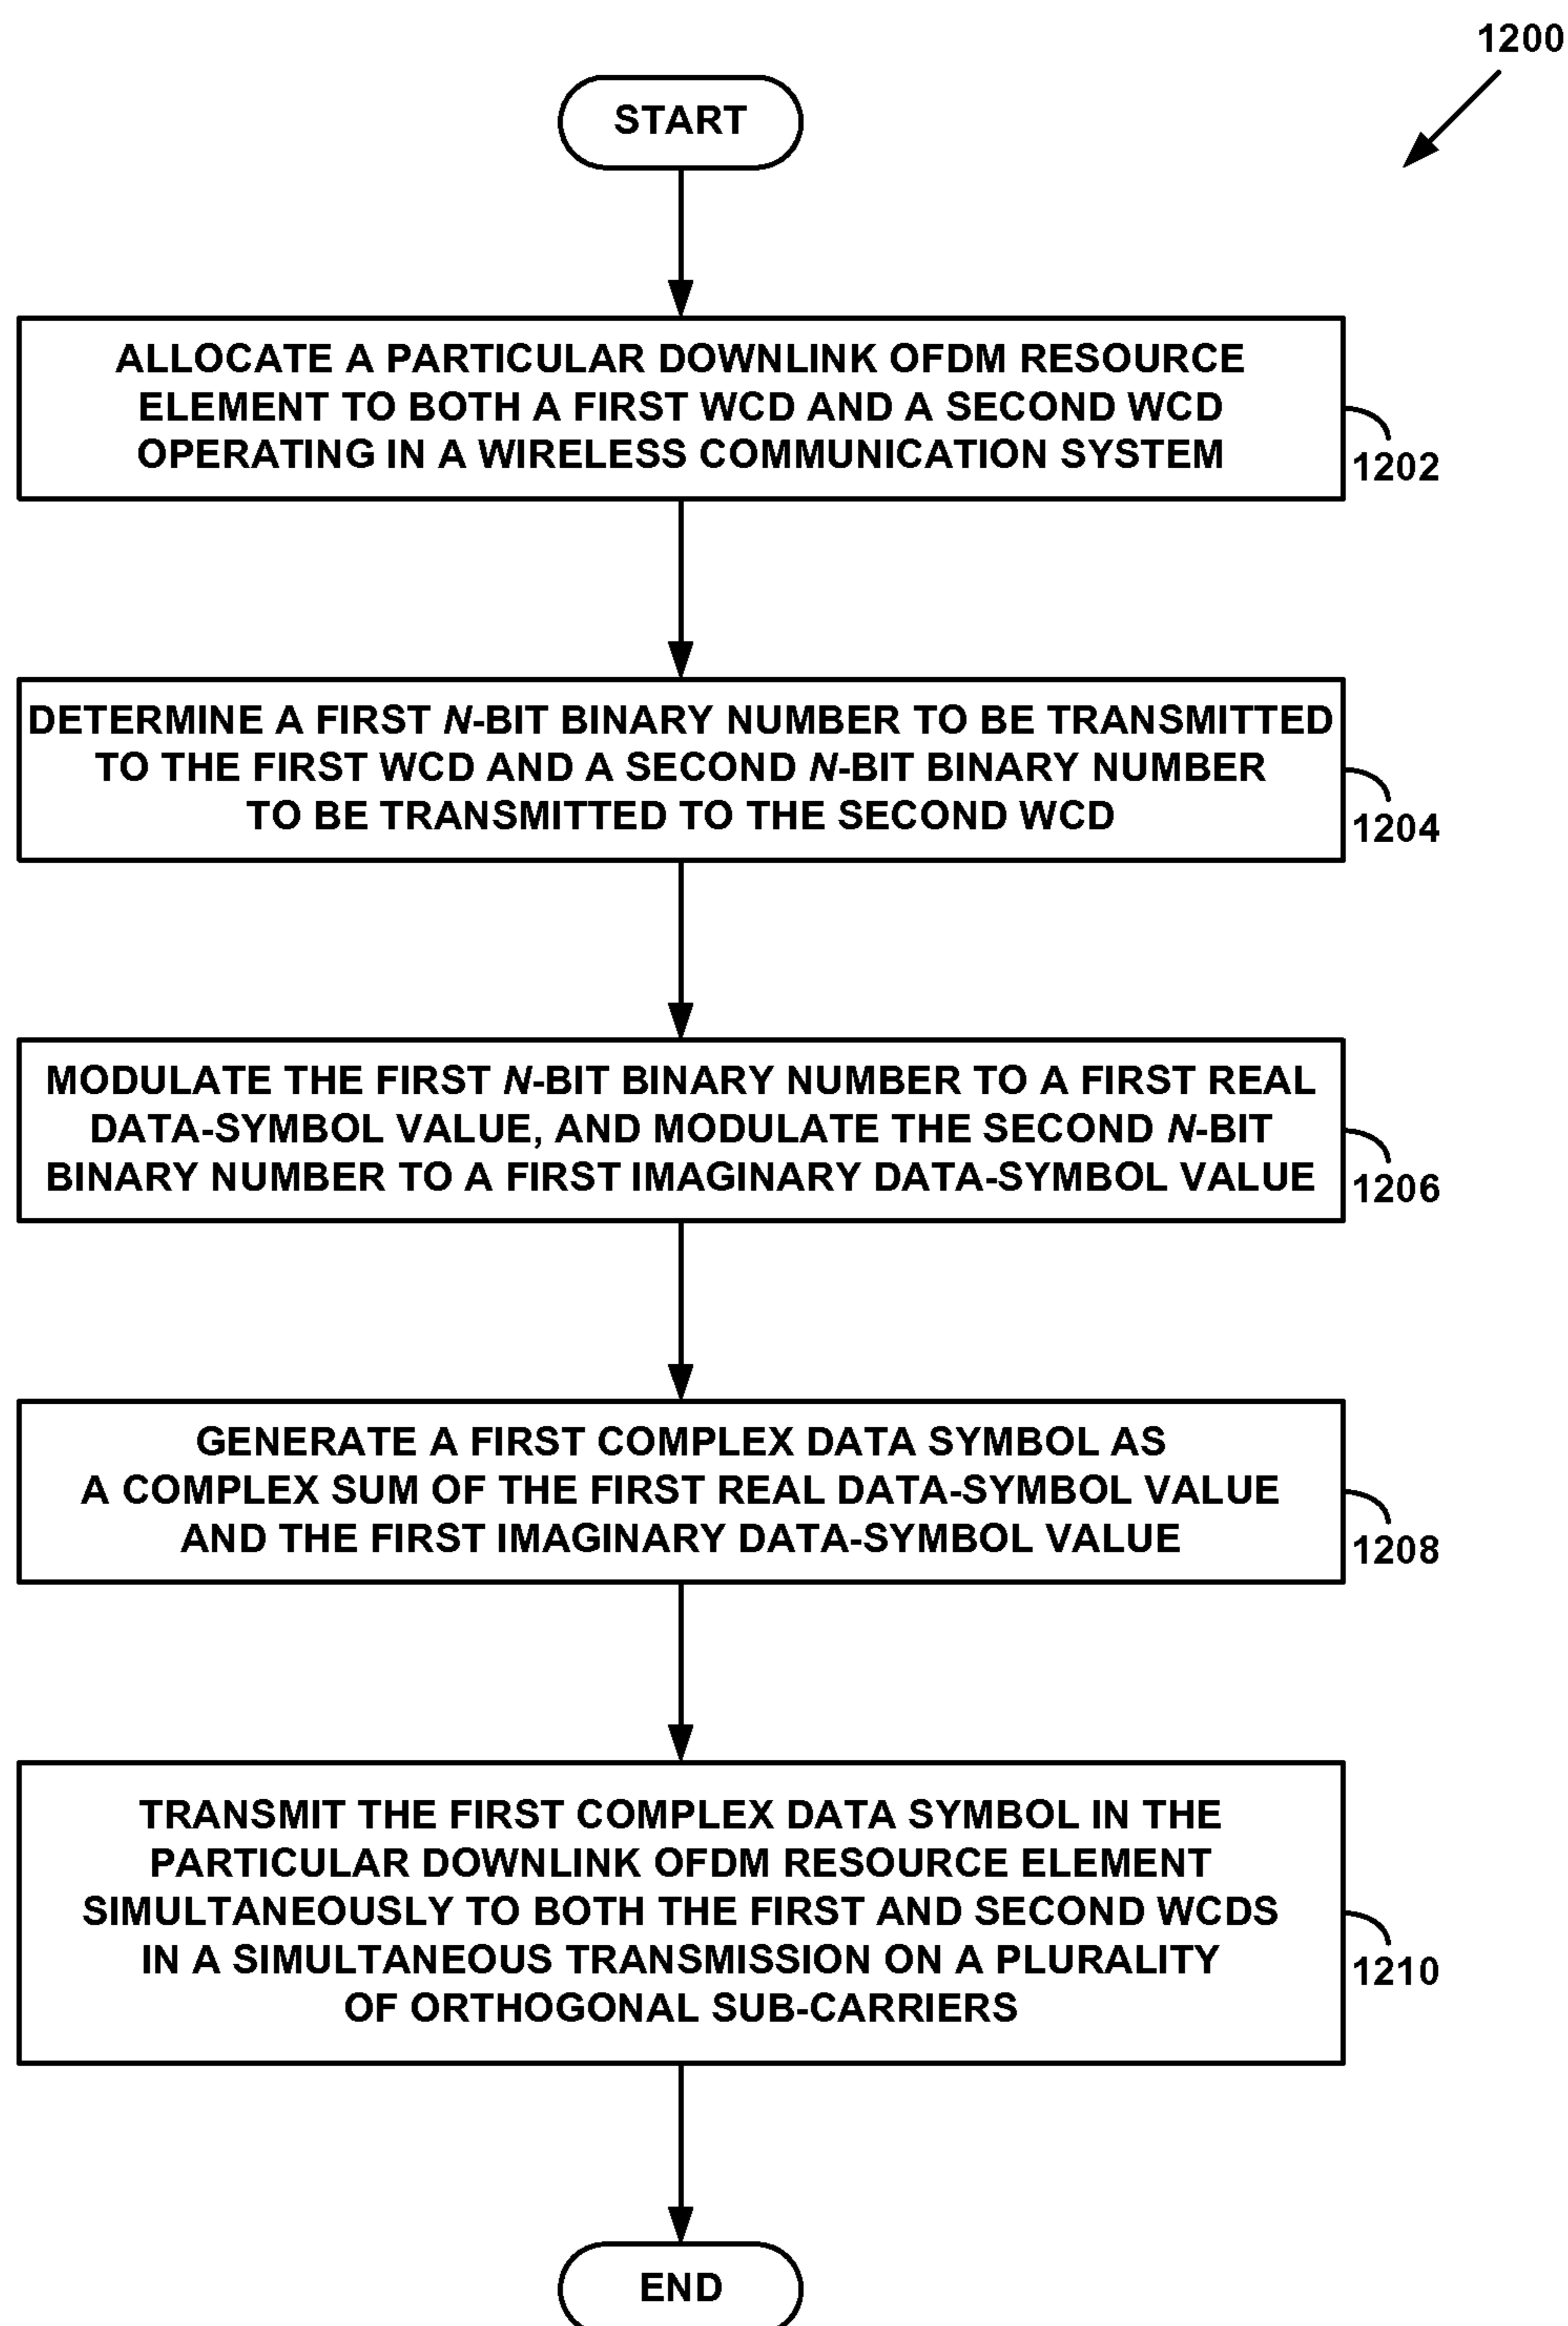 1200
START
ALLOCATE A PARTICULAR DOWNLINK OFDM RESOURCE
ELEMENT TO BOTH A FIRST WCD AND A SECOND WCD
OPERATING IN A WIRELESS COMMUNICATION SYSTEM
1202
DETERMINE A FIRST N-BIT BINARY NUMBER TO BE TRANSMITTED
TO THE FIRST WCD AND A SECOND N-BIT BINARY NUMBER
TO BE TRANSMITTED TO THE SECOND WCD
1204
MODULATE THE FIRST N-BIT BINARY NUMBER TO A FIRST REAL
DATA-SYMBOL VALUE, AND MODULATE THE SECOND N-BIT
BINARY NUMBER TO A FIRST IMAGINARY DATA-SYMBOL VALUE
1206
GENERATE A FIRST COMPLEX DATA SYMBOL AS
A COMPLEX SUM OF THE FIRST REAL DATA-SYMBOL VALUE
AND THE FIRST IMAGINARY DATA-SYMBOL VALUE
1208
TRANSMIT THE FIRST COMPLEX DATA SYMBOL IN THE
PARTICULAR DOWNLINK OFDM RESOURCE ELEMENT
SIMULTANEOUSLY TO BOTH THE FIRST AND SECOND WCDS
IN A SIMULTANEOUS TRANSMISSION ON A PLURALITY
OF ORTHOGONAL SUB-CARRIERS
1210
END